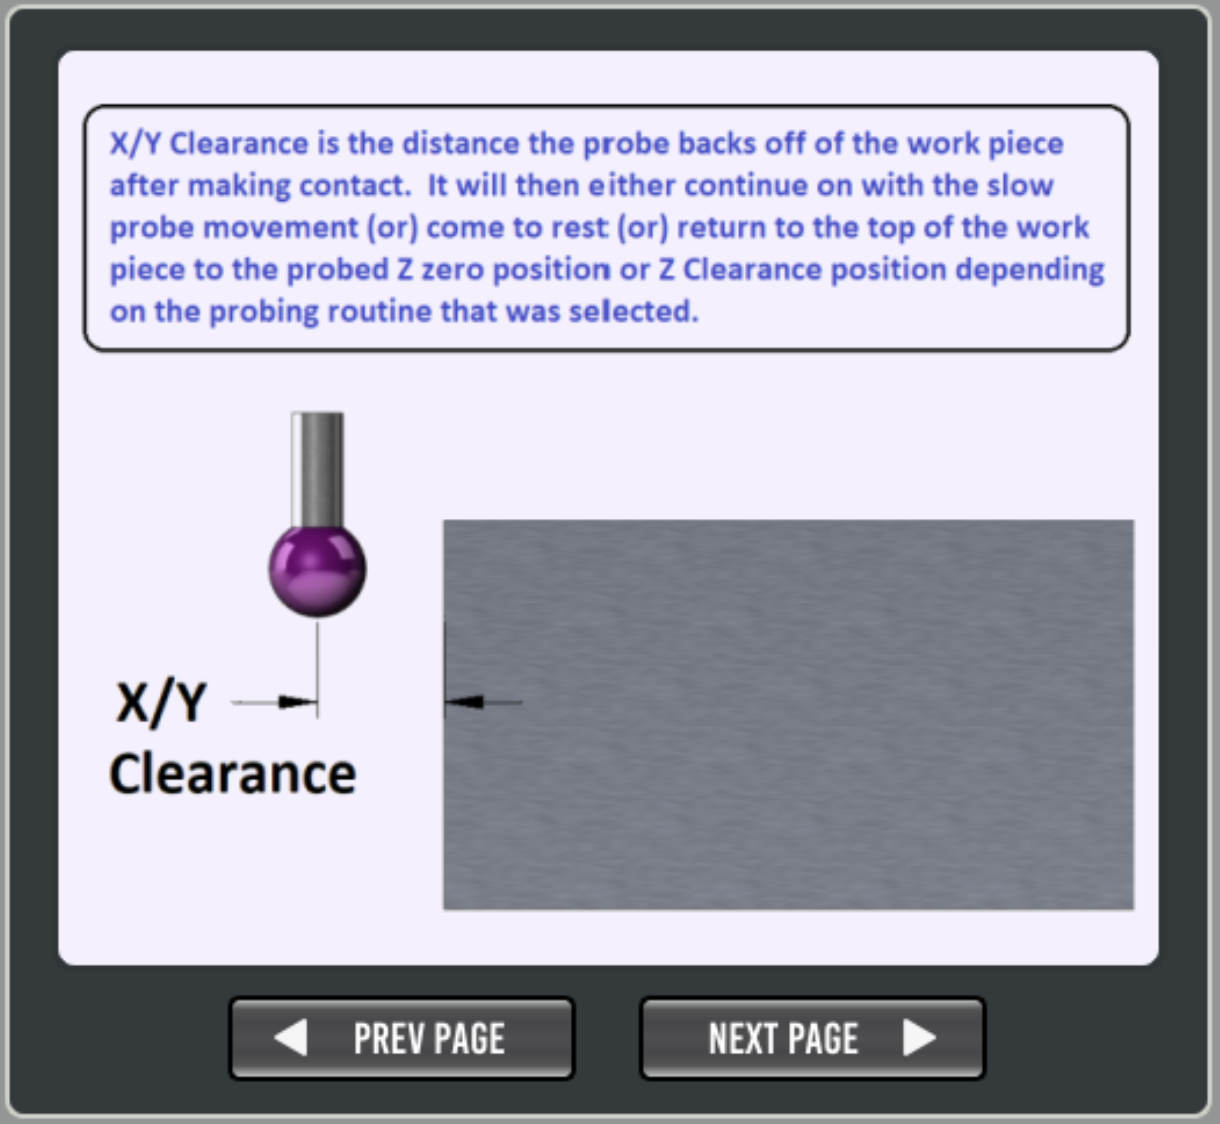 X/Y Clearance is the distance the probe backs off of the work piece
after making contact.  It will then either continue on with the slow
probe movement (or) come to rest (or) return to the top of the work
piece to the probed Z zero position or Z Clearance position depending
on the probing routine that was selected.
X/Y
Clearance
PREV PAGE
NEXT PAGE